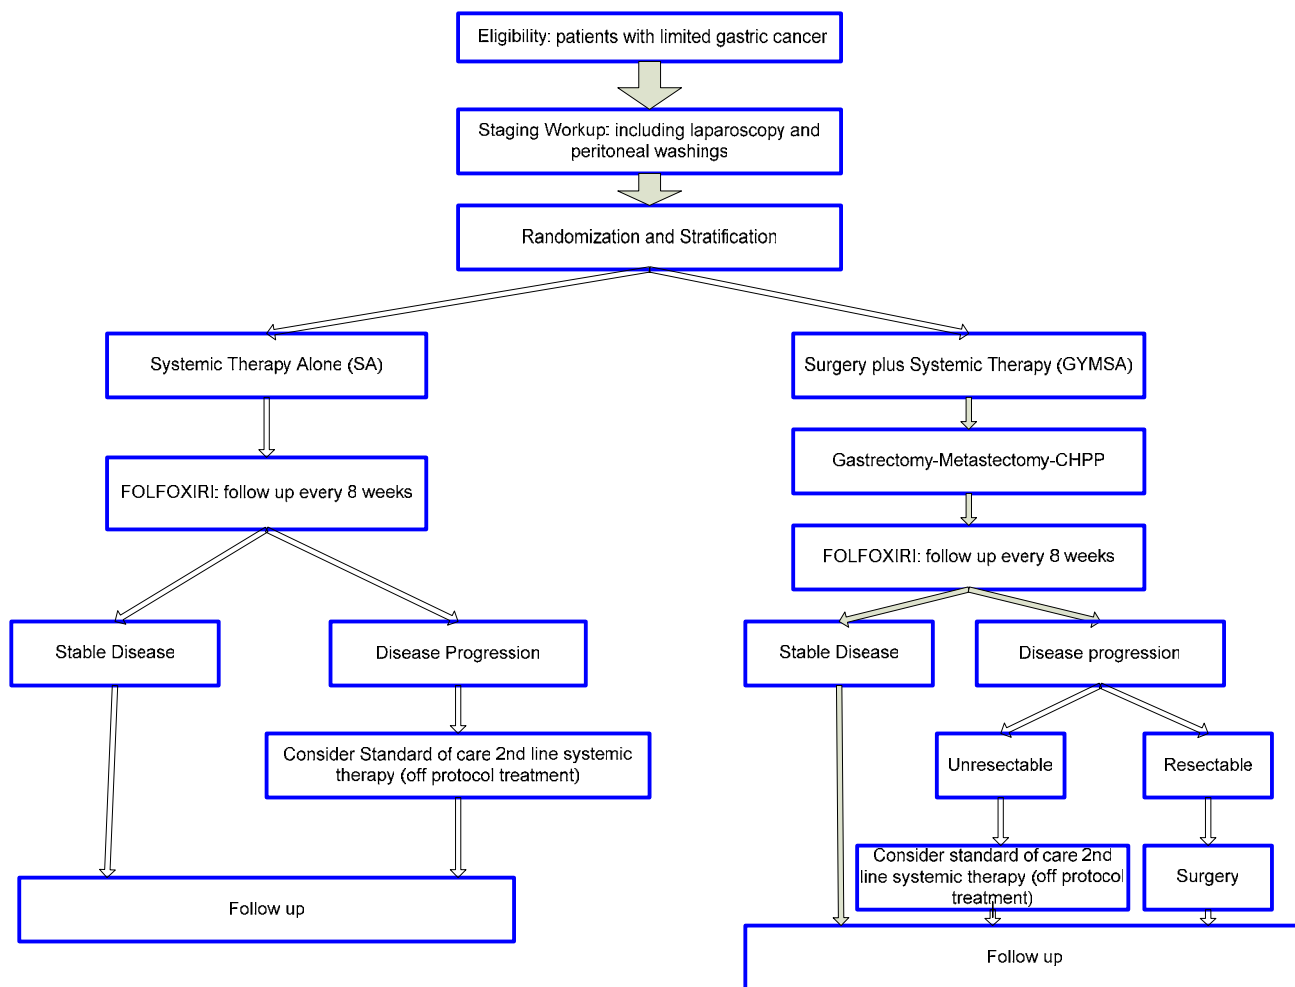 Eligibility: patients with limited gastric cancer
Staging Workup: including laparoscopy and
peritoneal washings
Randomization and Stratification
Systemic Therapy Alone (SA)
Surgery plus Systemic Therapy (GYMSA)
Gastrectomy-Metastectomy-CHPP
FOLFOXIRI: follow up every 8 weeks
FOLFOXIRI: follow up every 8 weeks
Stable Disease
Disease Progression
Stable Disease
Disease progression
Consider Standard of care 2nd line systemic
therapy (off protocol treatment)
Unresectable
Resectable
Consider standard of care 2nd
line systemic therapy (off protocol
treatment)
Surgery
Follow up
Follow up